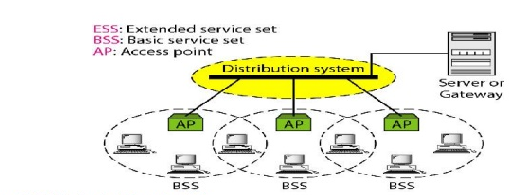 ESS: Extended service set
BSS: Basic service set
AP: Access point
Distribution system
Server or
Gateway
AP
AP
AP
BSS
BSS
BSS